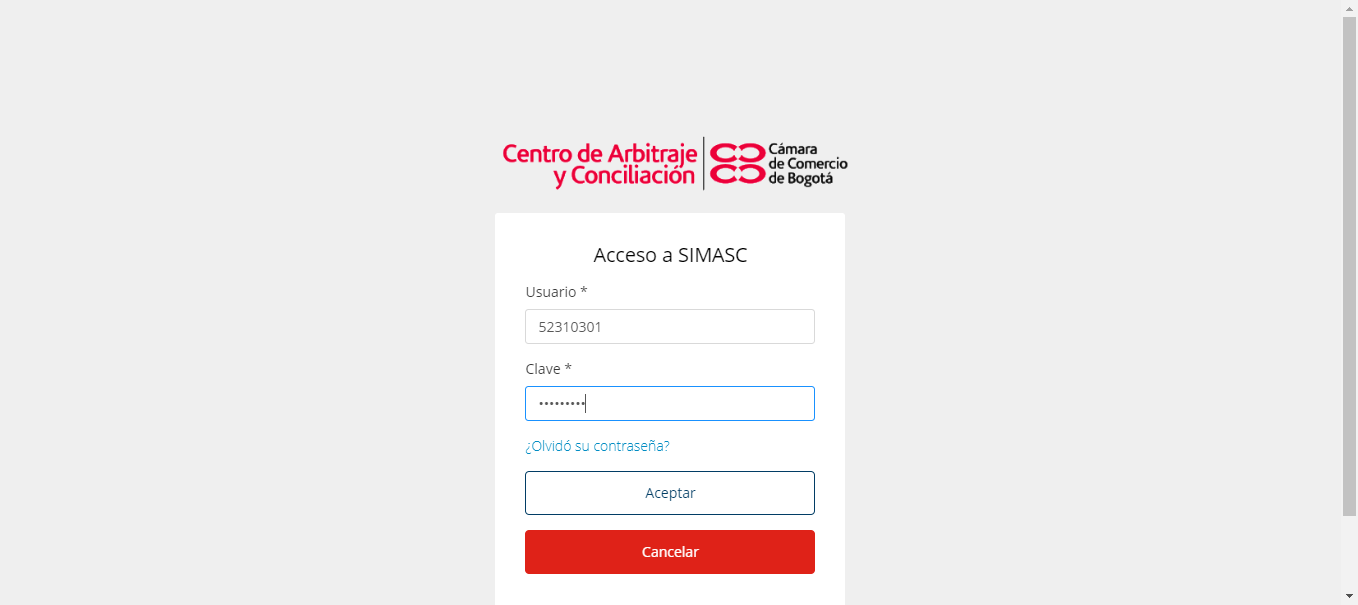 Centro de Arbitraje
y Conciliación
Cámara
de Comercio
de Bogotá
Acceso a SIMASC
Usuario *
52310301
Clave *
•••••••••
¿Olvidó su contraseña?
Aceptar
Cancelar